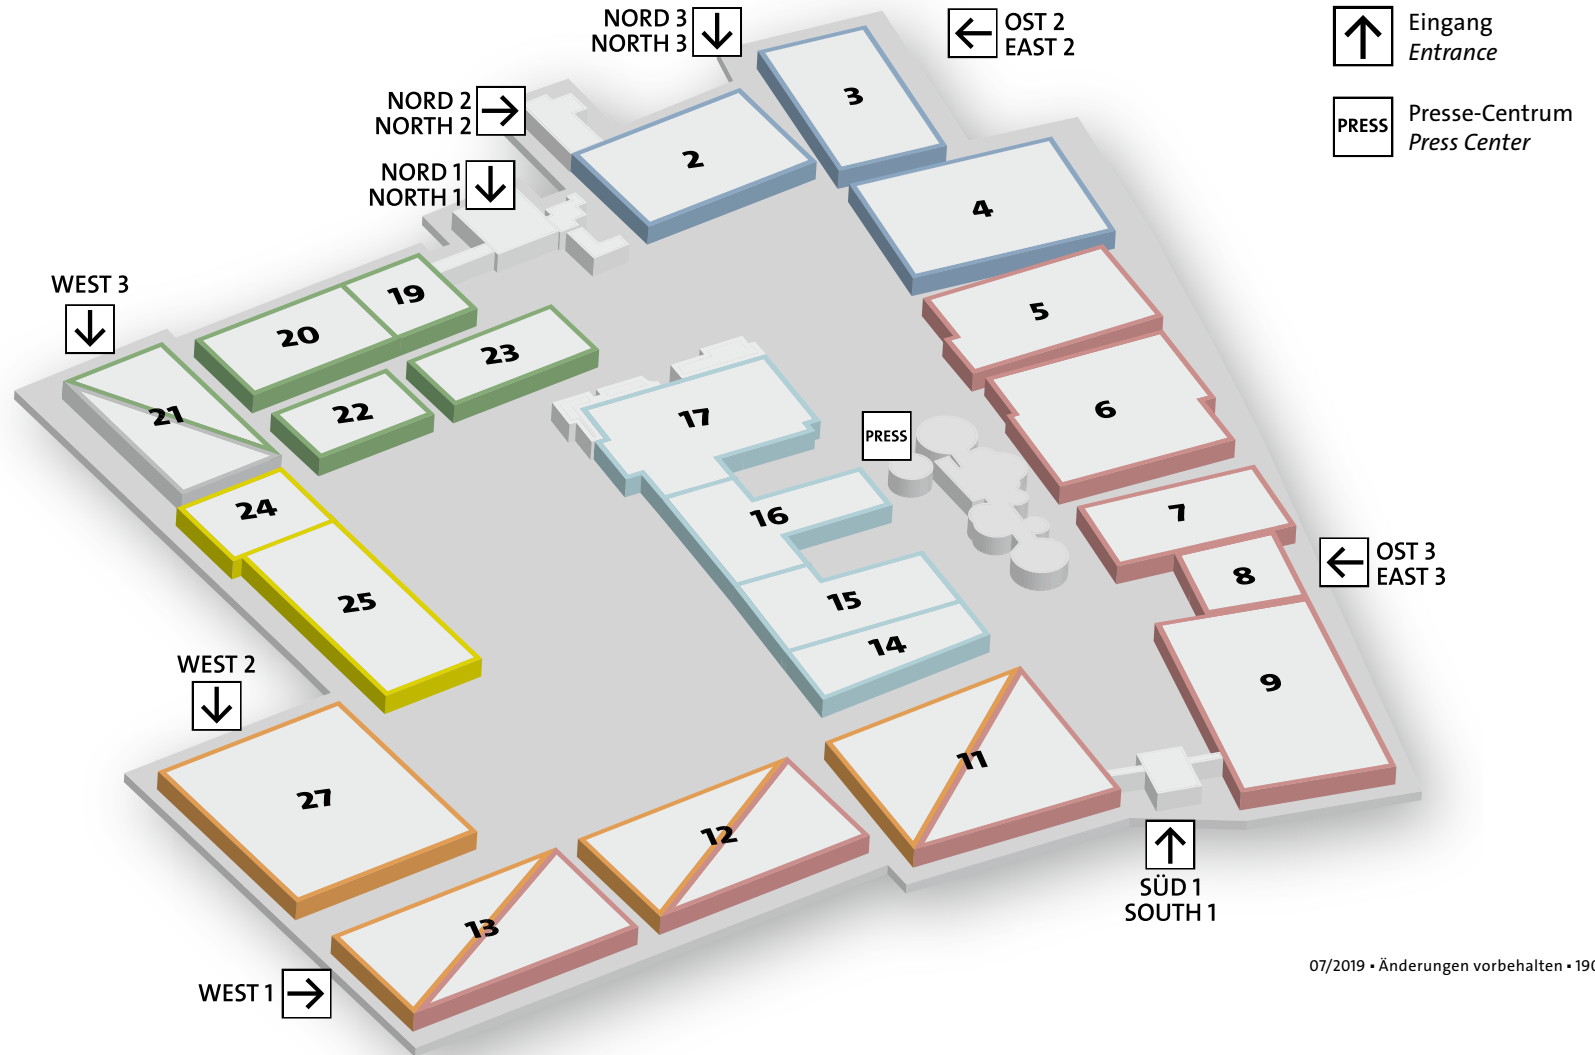 NORD 3
NORTH 3
OST 2
EAST 2
Eingang
Entrance
NORD 2
NORTH 2
PRESS
Presse-Centrum
Press Center
NORD 1
NORTH 1
3
2
4
WEST 3
19
20
5
23
21
22
17
6
PRESS
24
16
7
25
15
8
OST 3
EAST 3
14
WEST 2
9
27
11
12
13
SÜD 1
SOUTH 1
WEST 1
07/2019 ▪ Änderungen vorbehalten ▪ 190